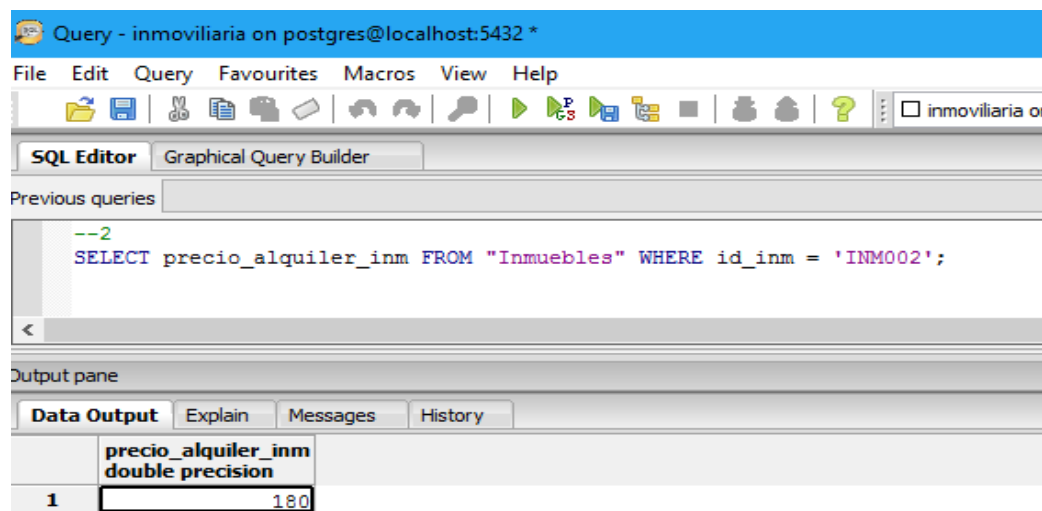 Query - inmoviliaria on postgres@localhost:5432 *
File Edit Query Favourites Macros View Help
inmoviliaria o
SQL Editor Graphical Query Builder
Previous queries
--2
SELECT precio_alquiler_inm FROM "Inmuebles" WHERE id_inm = 'INM002';
Output pane
Data Output Explain Messages History
precio_alquiler_inm
double precision
1 180